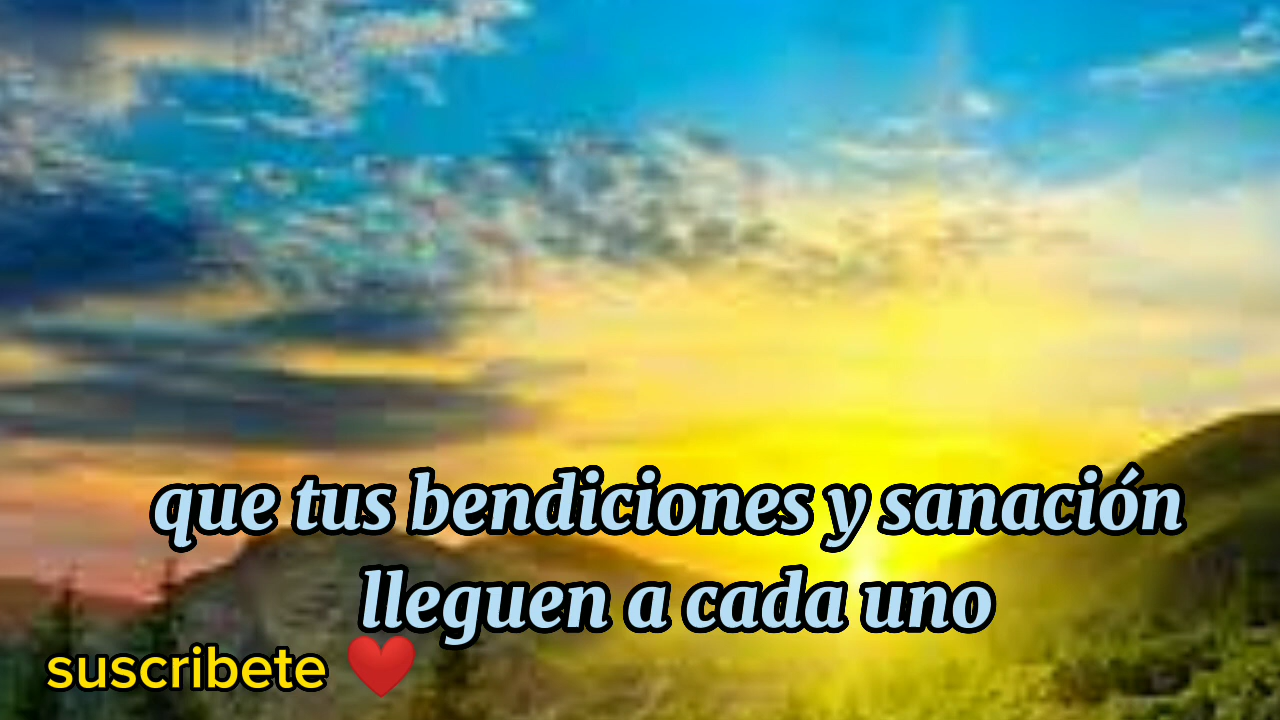 que tus bendiciones y sanación
lleguen a cada uno
suscribete ❤️